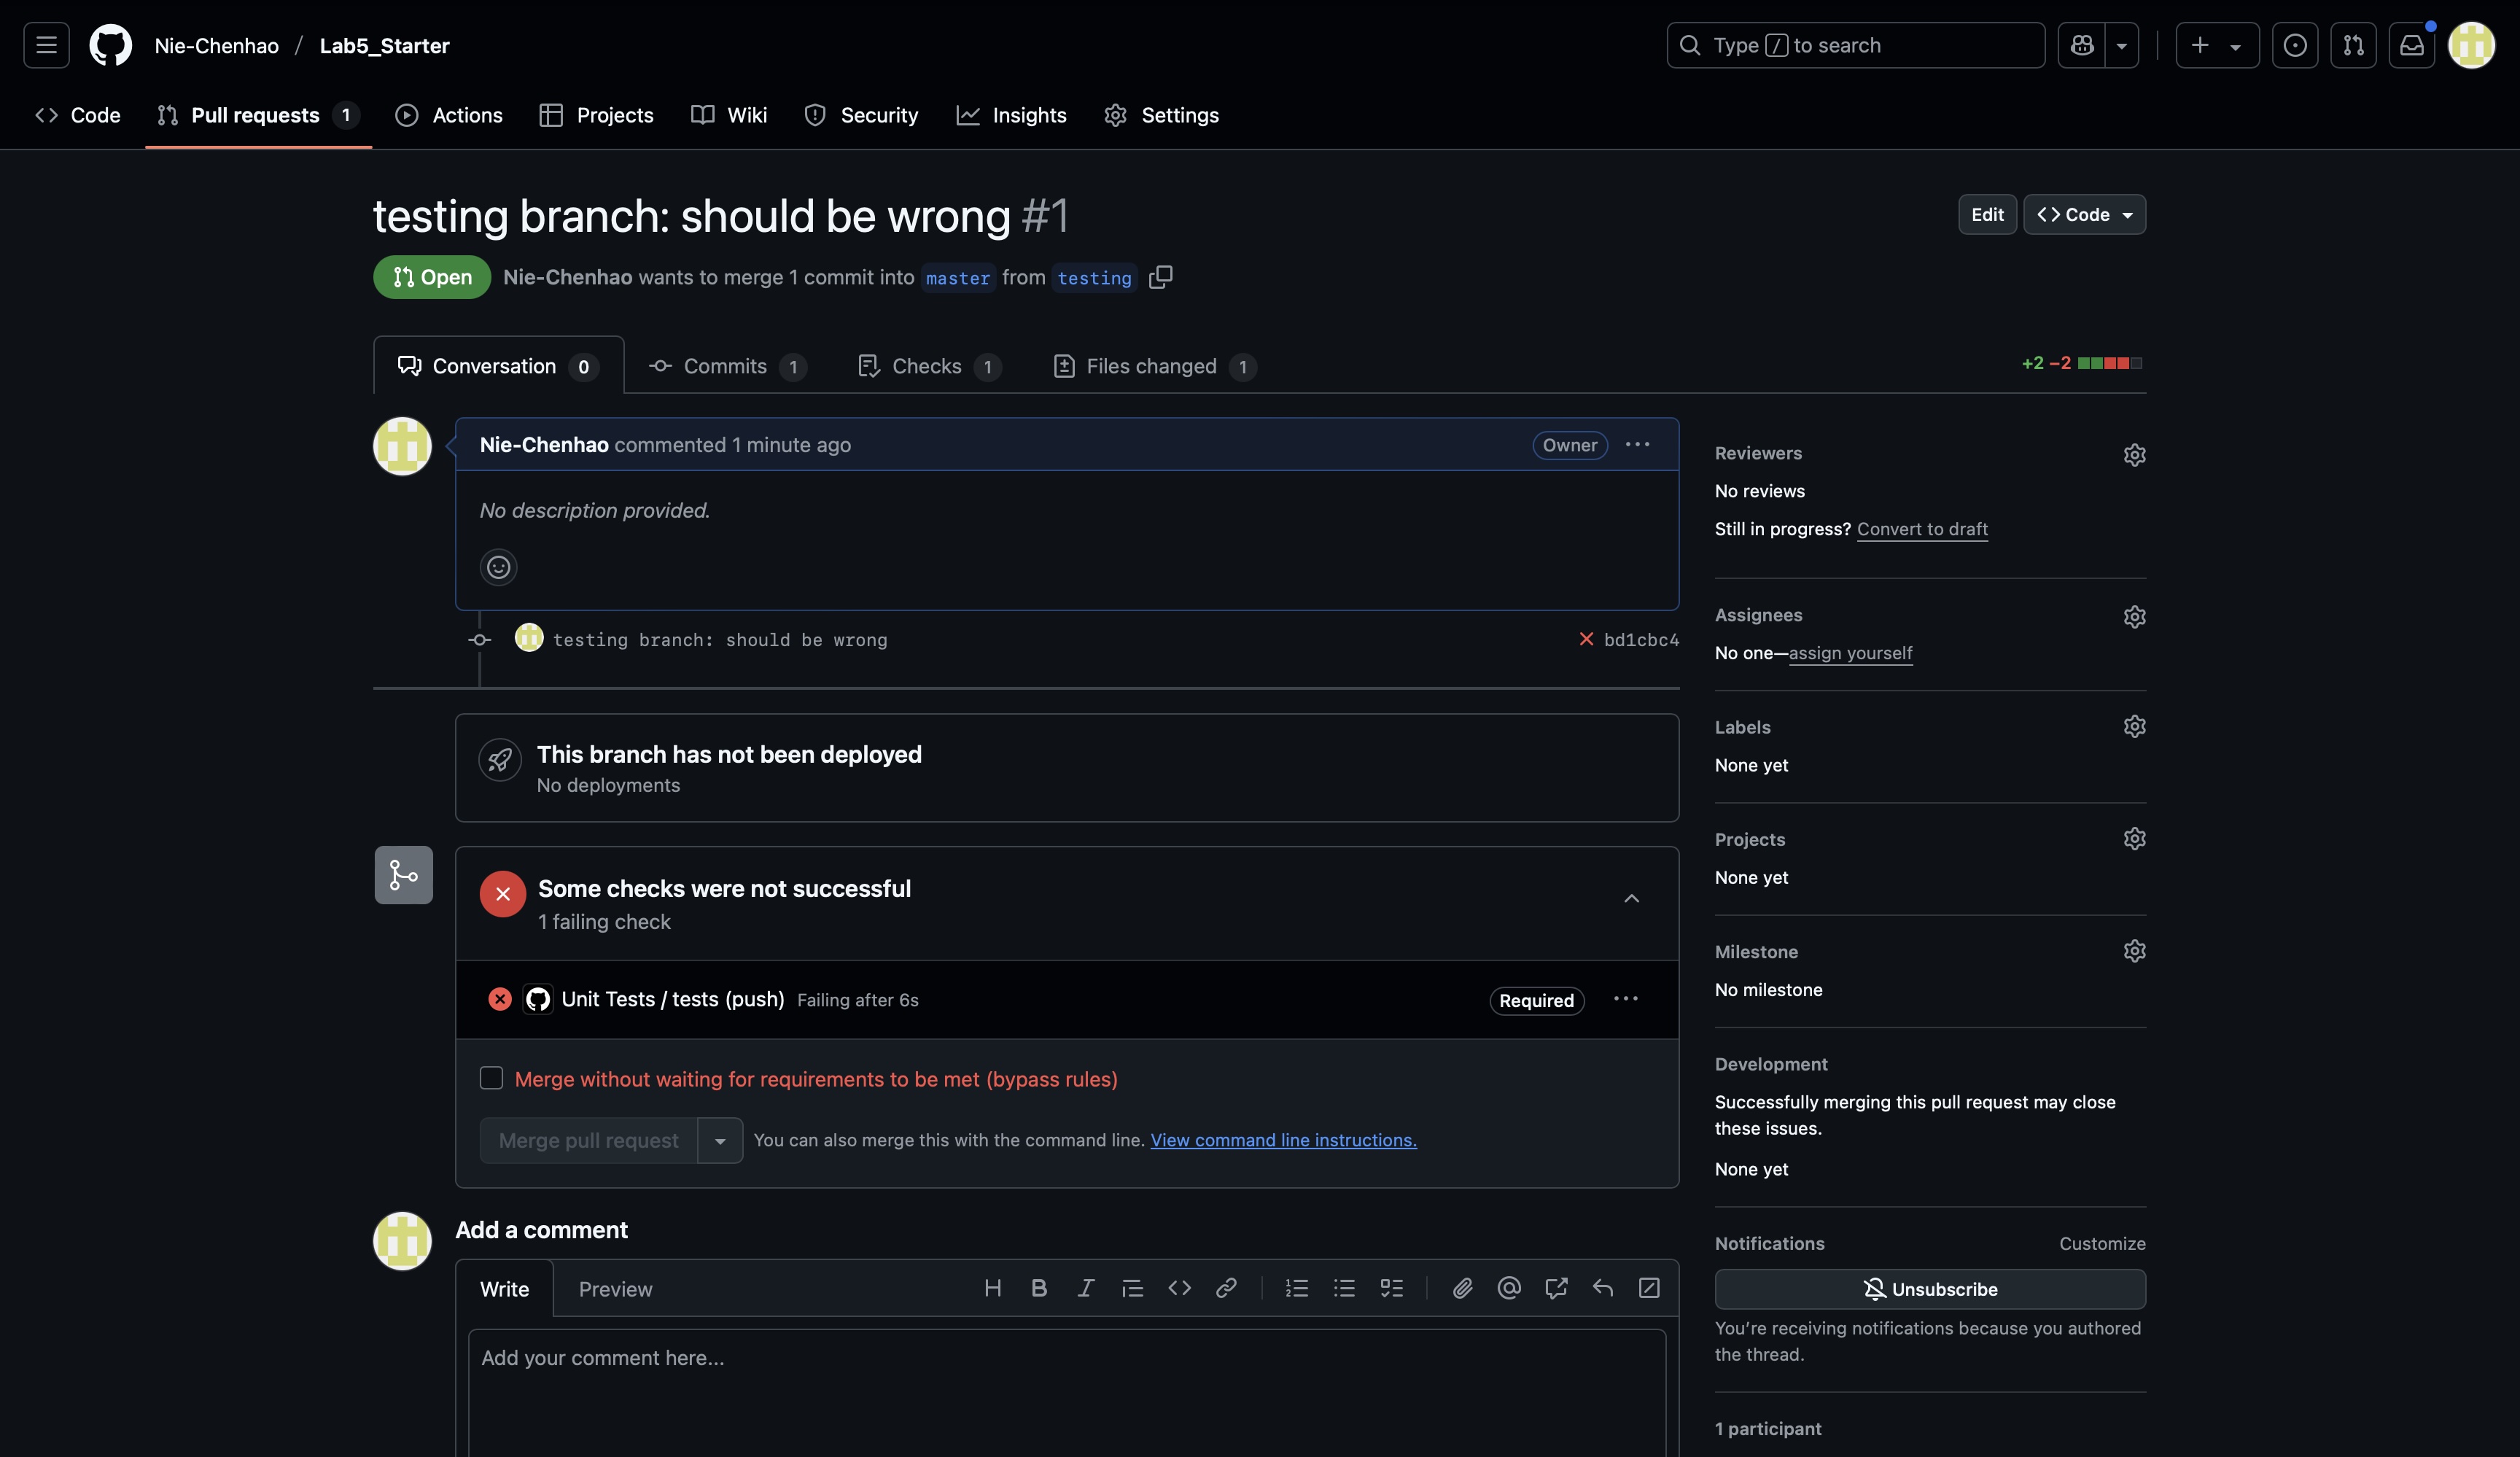 Nie-Chenhao / Lab5_Starter
Type / to search
Code
Pull requests 1
Actions
Projects
Wiki
Security
Insights
Settings
testing branch: should be wrong #1
Edit
Code
Open
Nie-Chenhao wants to merge 1 commit into master from testing
Conversation 0
Commits 1
Checks 1
Files changed 1
+2 −2
Nie-Chenhao commented 1 minute ago
Owner
No description provided.
testing branch: should be wrong
bd1cbc4
This branch has not been deployed
No deployments
Some checks were not successful
1 failing check
Unit Tests / tests (push) Failing after 6s
Required
Merge without waiting for requirements to be met (bypass rules)
Merge pull request
You can also merge this with the command line. View command line instructions.
Add a comment
Write
Preview
Add your comment here...
Reviewers
No reviews
Still in progress? Convert to draft
Assignees
No one—assign yourself
Labels
None yet
Projects
None yet
Milestone
No milestone
Development
Successfully merging this pull request may close
these issues.
None yet
Notifications
Customize
Unsubscribe
You’re receiving notifications because you authored
the thread.
1 participant